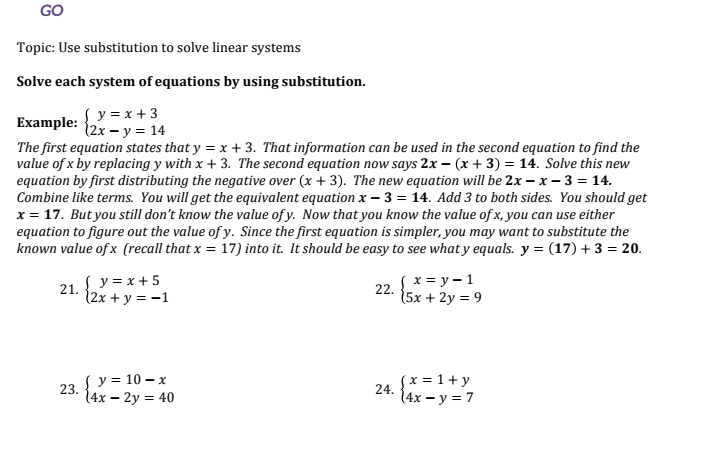 GO
Topic: Use substitution to solve linear systems
Solve each system of equations by using substitution.
Example: { y = x + 3
2x − y = 14
The first equation states that y = x + 3. That information can be used in the second equation to find the
value of x by replacing y with x + 3. The second equation now says 2x − (x + 3) = 14. Solve this new
equation by first distributing the negative over (x + 3). The new equation will be 2x − x − 3 = 14.
Combine like terms. You will get the equivalent equation x − 3 = 14. Add 3 to both sides. You should get
x = 17. But you still don't know the value of y. Now that you know the value of x, you can use either
equation to figure out the value of y. Since the first equation is simpler, you may want to substitute the
known value of x (recall that x = 17) into it. It should be easy to see what y equals. y = (17) + 3 = 20.
21. { y = x + 5
2x + y = −1
22. { x = y − 1
5x + 2y = 9
23. { y = 10 − x
4x − 2y = 40
24. { x = 1 + y
4x − y = 7